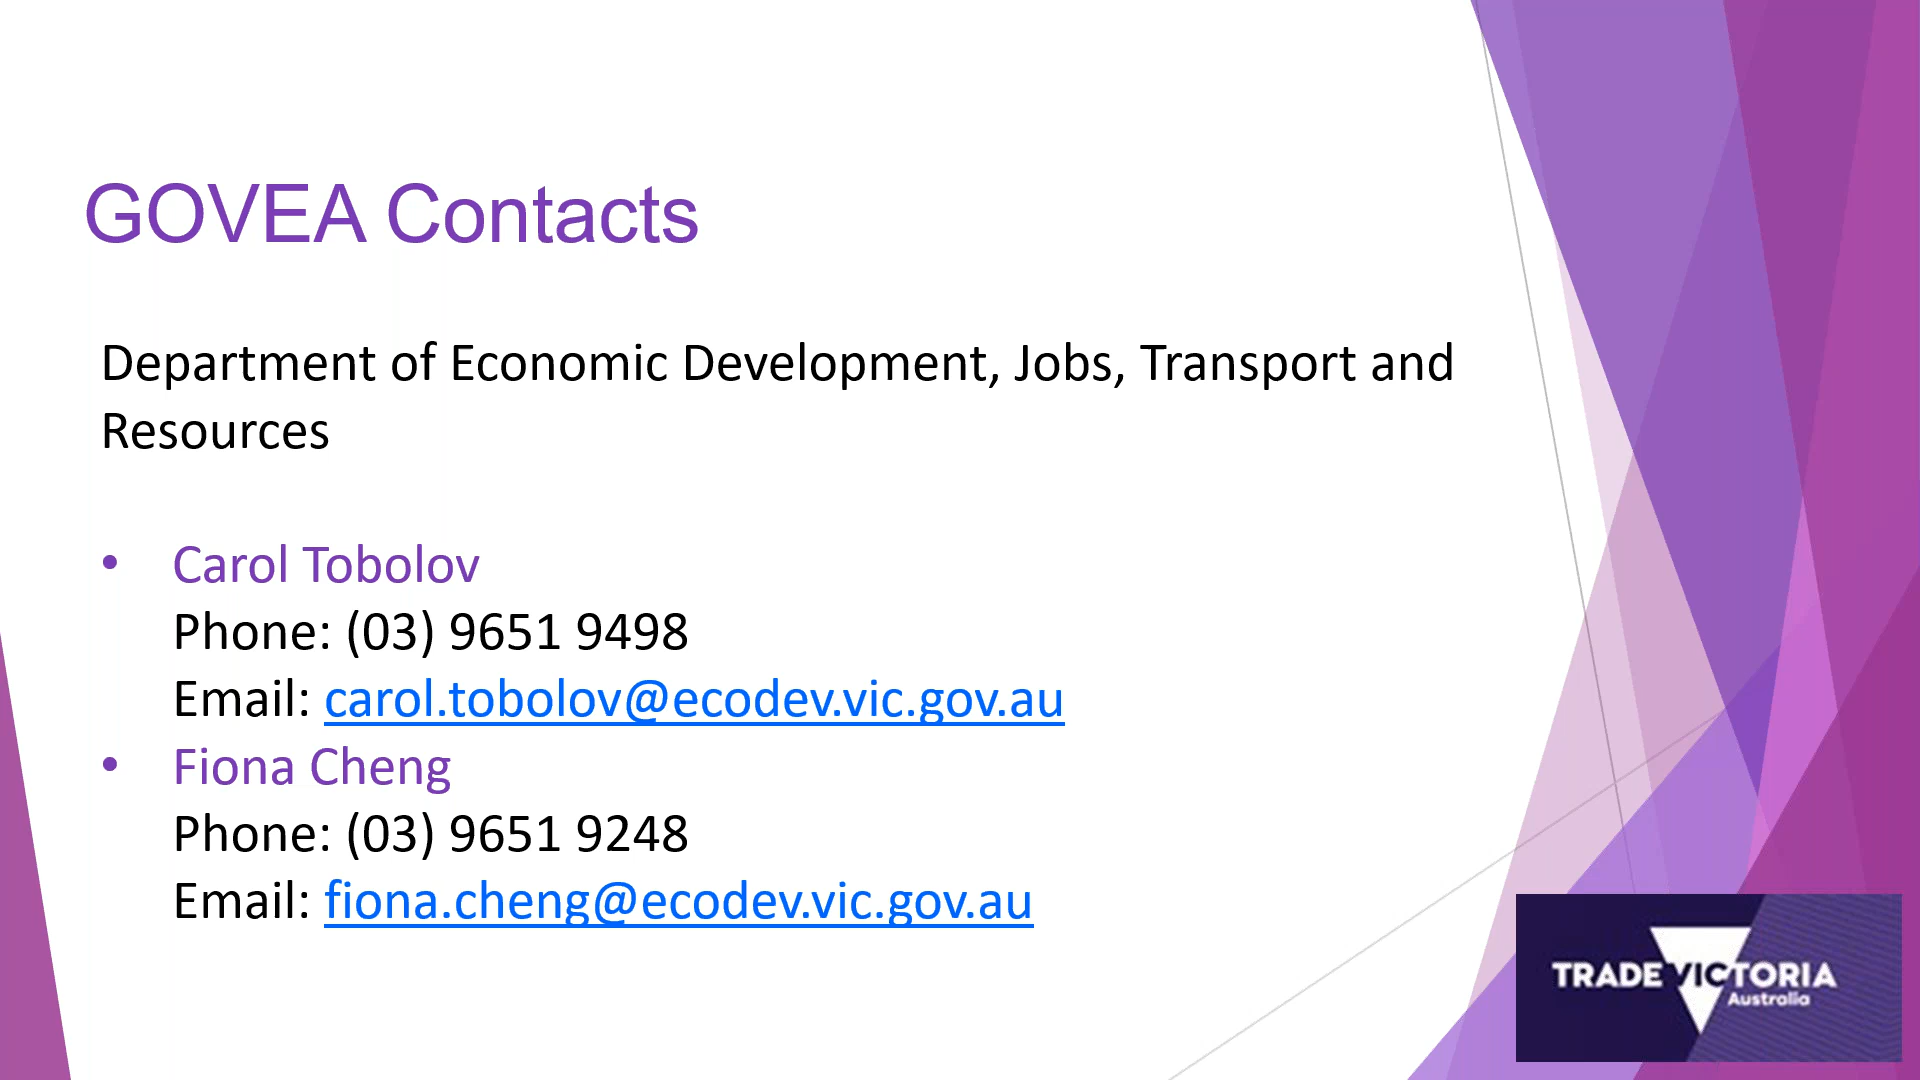 GOVEA Contacts
Department of Economic Development, Jobs, Transport and
Resources
• Carol Tobolov
Phone: (03) 9651 9498
Email: carol.tobolov@ecodev.vic.gov.au
• Fiona Cheng
Phone: (03) 9651 9248
Email: fiona.cheng@ecodev.vic.gov.au
TRADE VICTORIA
Australia